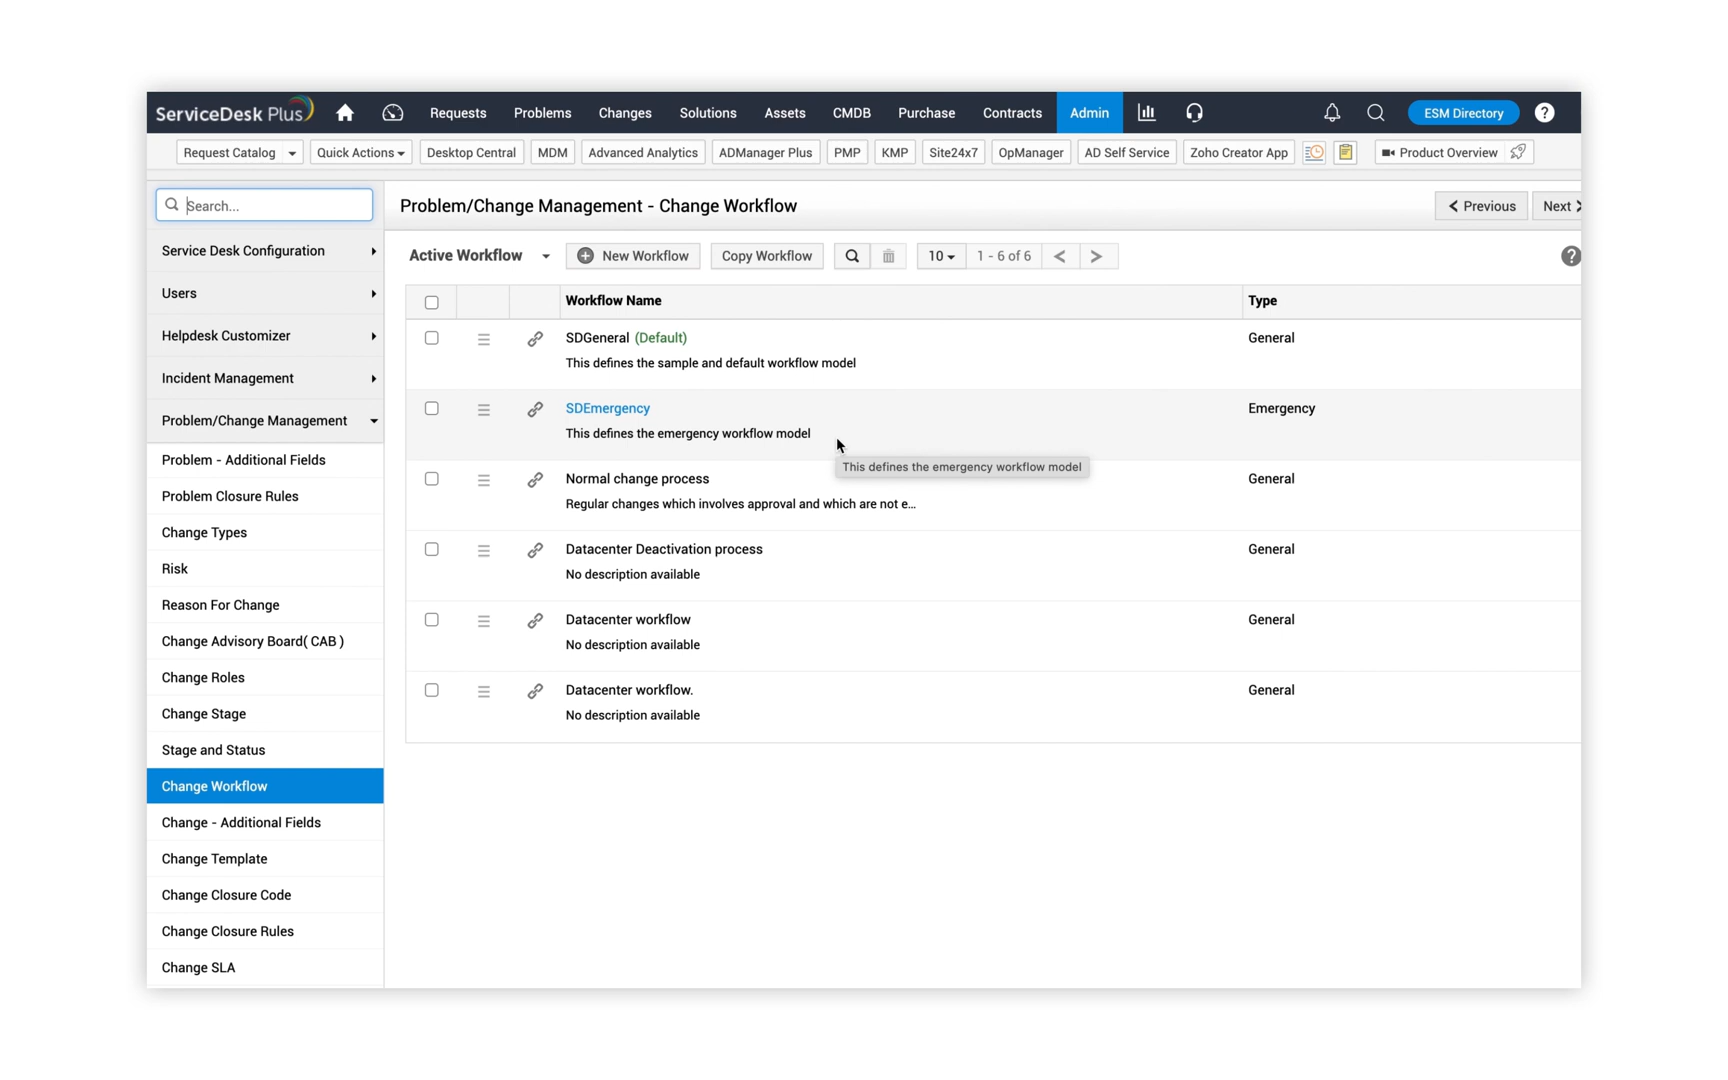 ServiceDesk Plus
Requests Problems Changes Solutions Assets CMDB Purchase Contracts Admin ESM Directory ?
Request Catalog Quick Actions Desktop Central MDM Advanced Analytics ADManager Plus PMP KMP Site24x7 OpManager AD Self Service Zoho Creator App Product Overview
Search...
Problem/Change Management - Change Workflow
Previous Next
Service Desk Configuration
Users
Helpdesk Customizer
Incident Management
Problem/Change Management
Problem - Additional Fields
Problem Closure Rules
Change Types
Risk
Reason For Change
Change Advisory Board( CAB )
Change Roles
Change Stage
Stage and Status
Change Workflow
Change - Additional Fields
Change Template
Change Closure Code
Change Closure Rules
Change SLA
Active Workflow New Workflow Copy Workflow 10 1 - 6 of 6 ?
Workflow Name Type
SDGeneral (Default) General
This defines the sample and default workflow model
SDEmergency Emergency
This defines the emergency workflow model
This defines the emergency workflow model
Normal change process General
Regular changes which involves approval and which are not e...
Datacenter Deactivation process General
No description available
Datacenter workflow General
No description available
Datacenter workflow. General
No description available